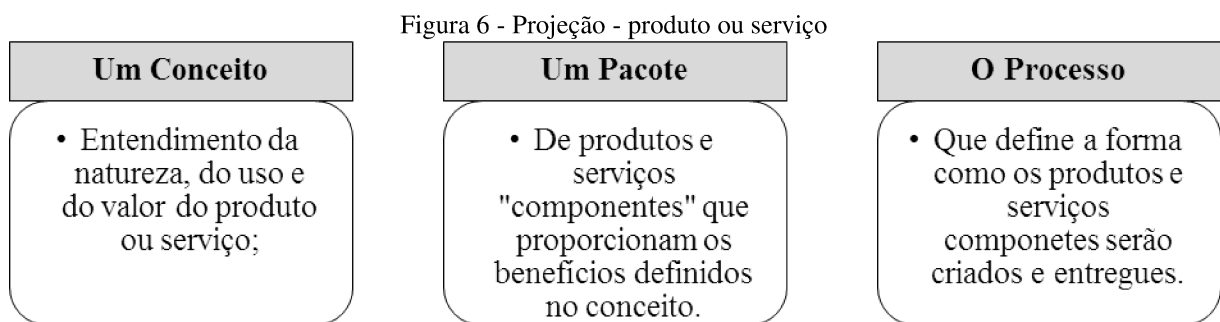 Figura 6 - Projeção - produto ou serviço
Um Conceito
• Entendimento da
natureza, do uso e
do valor do produto
ou serviço;
Um Pacote
• De produtos e
serviços
"componentes" que
proporcionam os
benefícios definidos
no conceito.
O Processo
• Que define a forma
como os produtos e
serviços
componetes serão
criados e entregues.